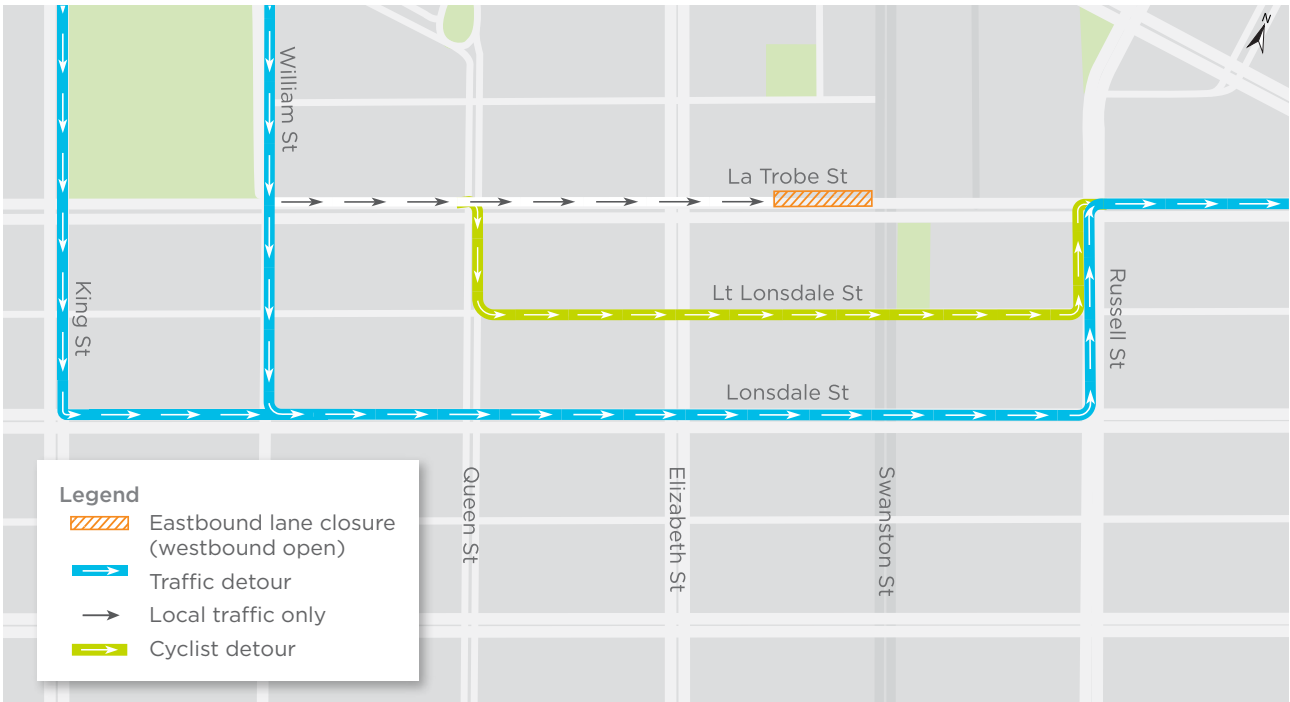 N
William St
La Trobe St
King St
Lt Lonsdale St
Russell St
Lonsdale St
Queen St
Elizabeth St
Swanston St
Legend
Eastbound lane closure
(westbound open)
Traffic detour
Local traffic only
Cyclist detour